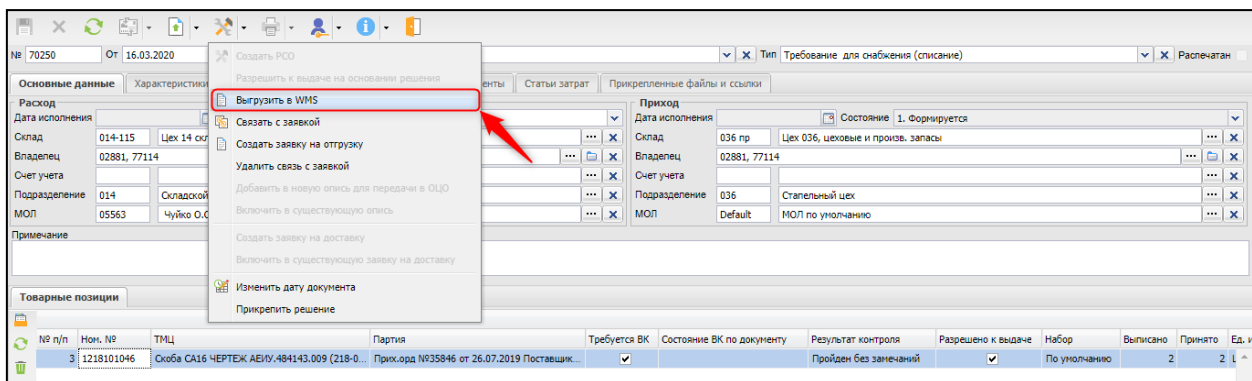 № 70250 От 16.03.2020 Тип Требование для снабжения (списание) Распечатан
Основные данные Характеристики енты Статьи затрат Прикрепленные файлы и ссылки
Создать РСО
Разрешить к выдаче на основании решения
Выгрузить в WMS
Связать с заявкой
Создать заявку на отгрузку
Удалить связь с заявкой
Добавить в новую опись для передачи в ОЦО
Включить в существующую опись
Создать заявку на доставку
Включить в существующую заявку на доставку
Изменить дату документа
Прикрепить решение
Расход
Дата исполнения
Склад 014-115 Цех 14 скл
Владелец 02881, 77114
Счет учета
Подразделение 014 Складской
МОЛ 05563 Чуйко О.С
Приход
Дата исполнения Состояние 1. Формируется
Склад 036 пр Цех 036, цеховые и произв. запасы
Владелец 02881, 77114
Счет учета
Подразделение 036 Стапельный цех
МОЛ Default МОЛ по умолчанию
Примечание
Товарные позиции
№ п/п Ном. № ТМЦ Партия Требуется ВК Состояние ВК по документу Результат контроля Разрешено к выдаче Набор Выписано Принято Ед. и
3 1218101046 Скоба СА16 ЧЕРТЕЖ АЕИУ.484143.009 (218-0... Прих.орд №35846 от 26.07.2019 Поставщик... Пройден без замечаний По умолчанию 2 2